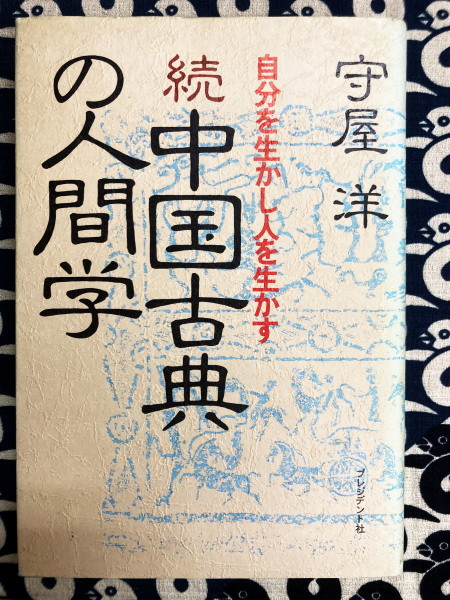 守屋 洋
自分を生かし人を生かす
続 中国古典
の人間学
プレジデント社